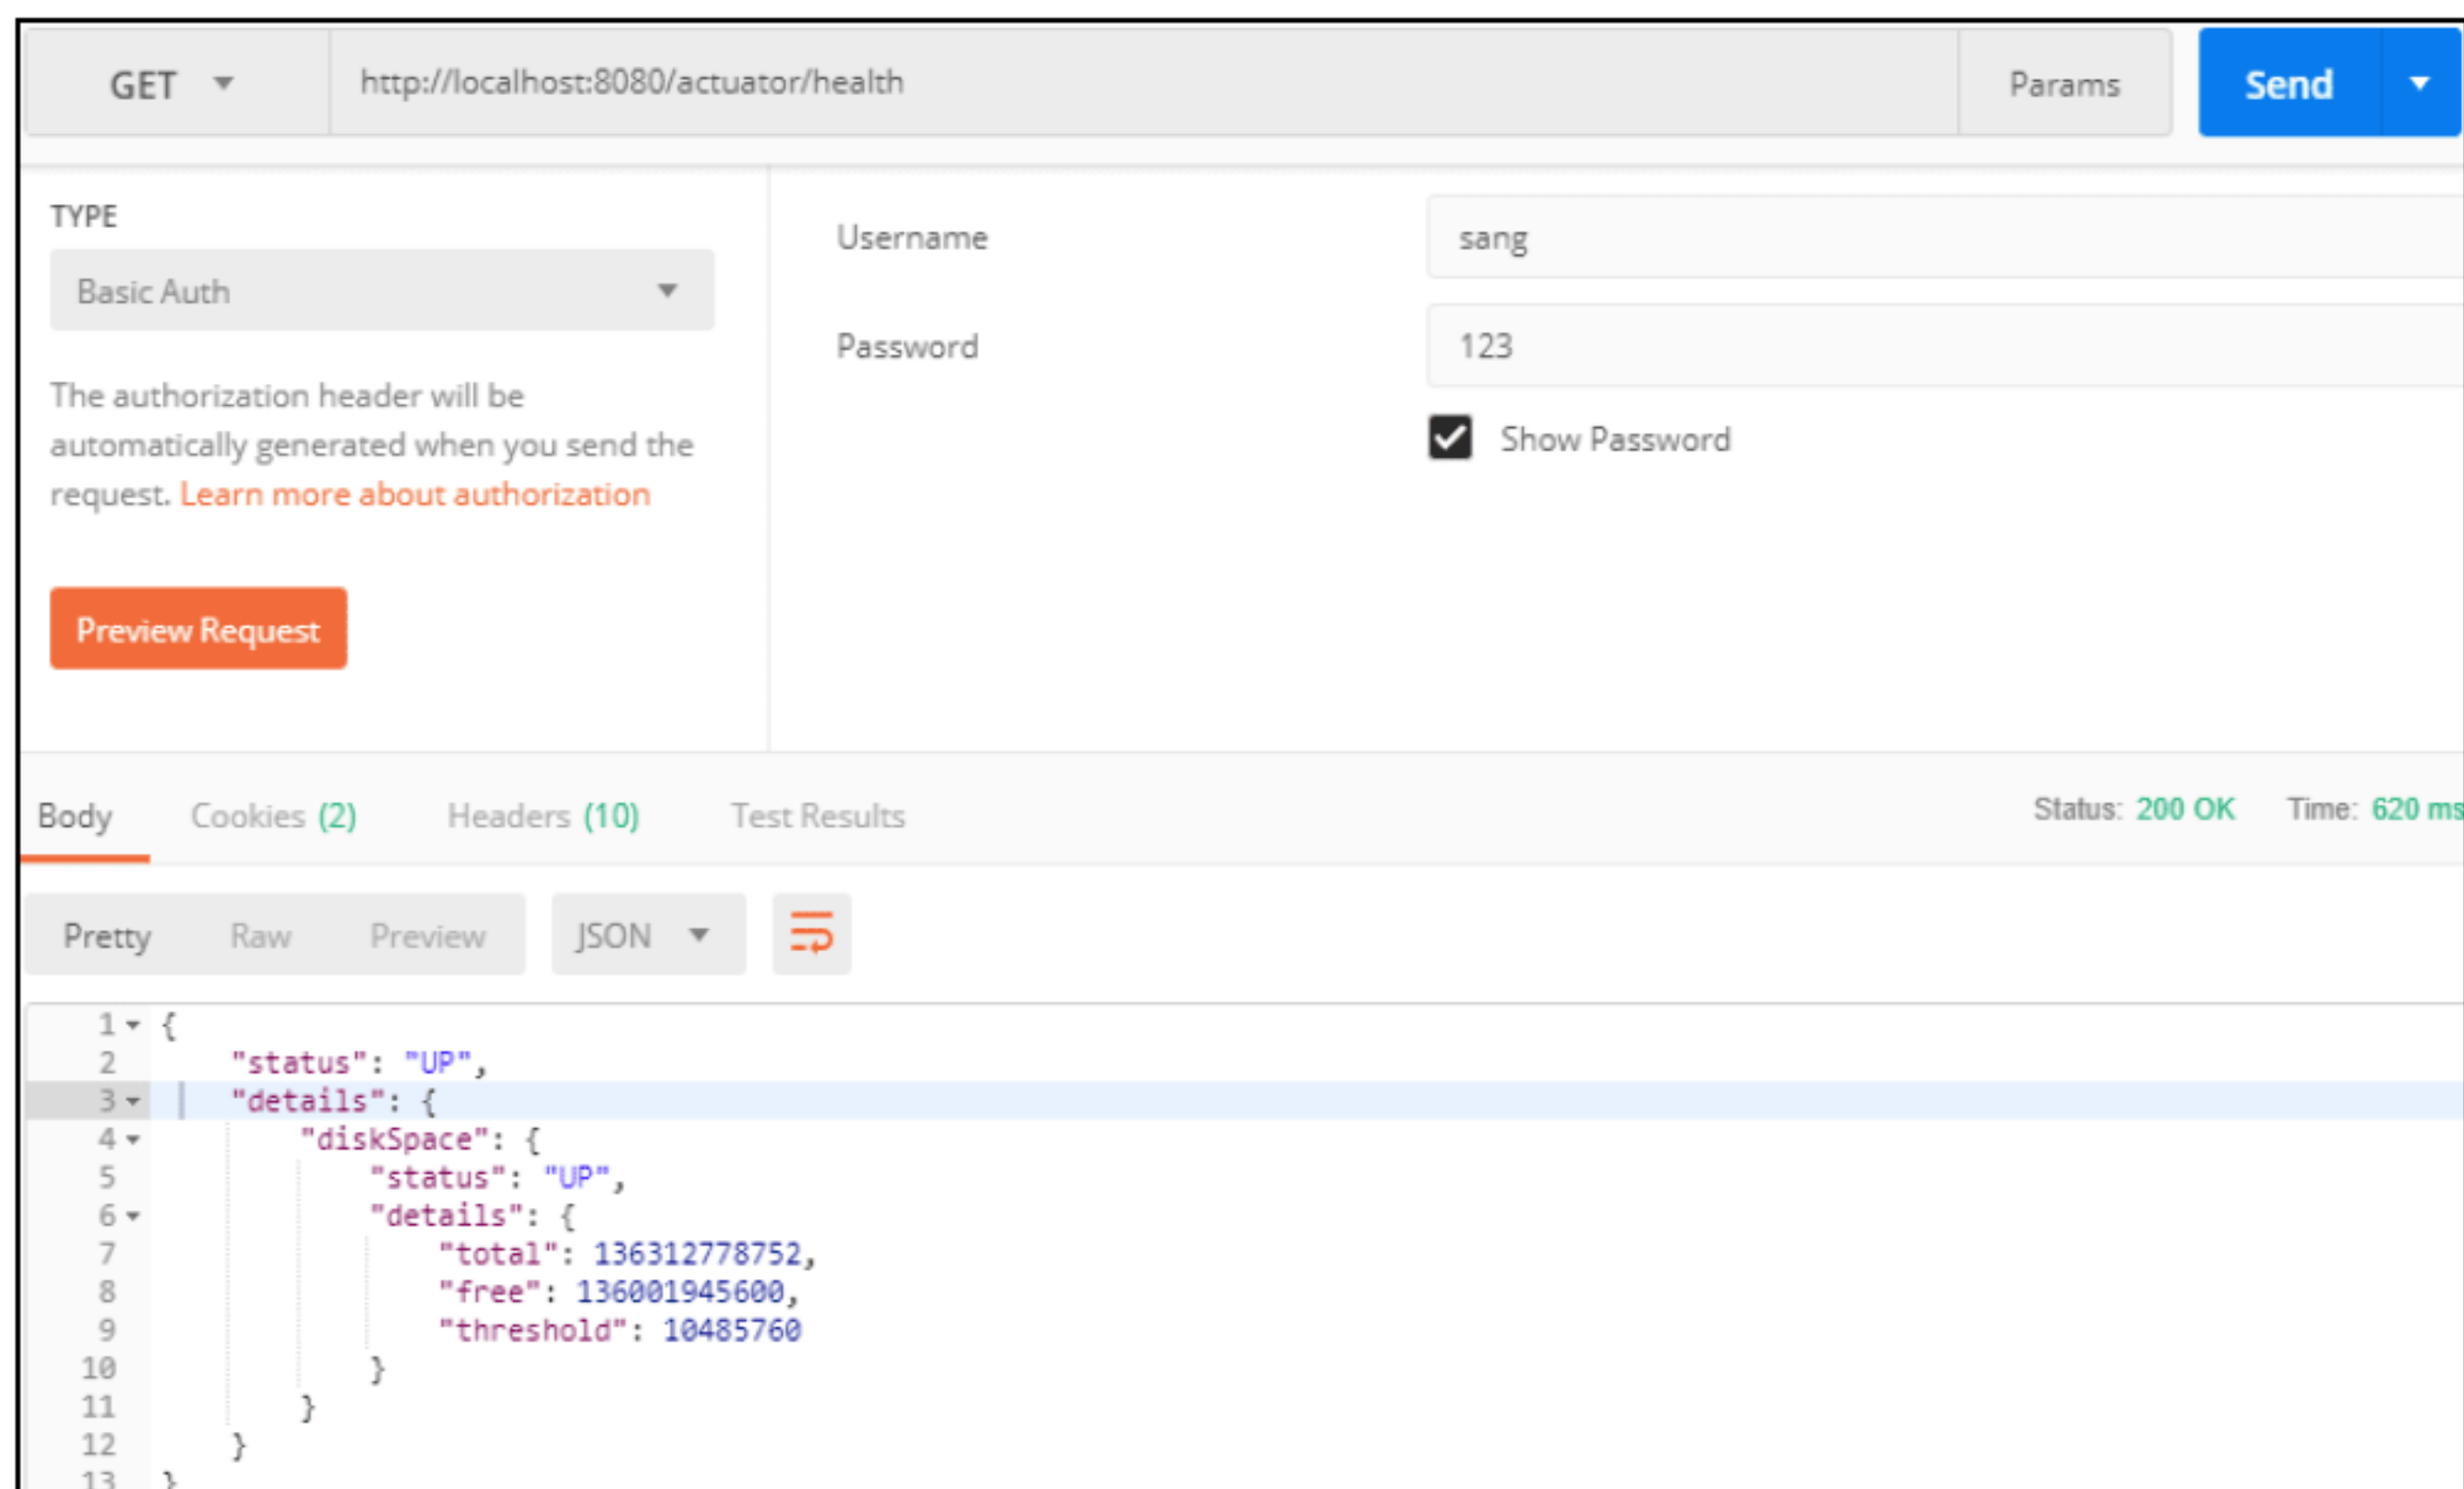 GET http://localhost:8080/actuator/health Params Send
TYPE
Basic Auth
The authorization header will be
automatically generated when you send the
request. Learn more about authorization
Preview Request
Username sang
Password 123
Show Password
Body Cookies (2) Headers (10) Test Results Status: 200 OK Time: 620 ms
Pretty Raw Preview JSON
1 {
2 "status": "UP",
3 "details": {
4 "diskSpace": {
5 "status": "UP",
6 "details": {
7 "total": 136312778752,
8 "free": 136001945600,
9 "threshold": 10485760
10 }
11 }
12 }
13 }